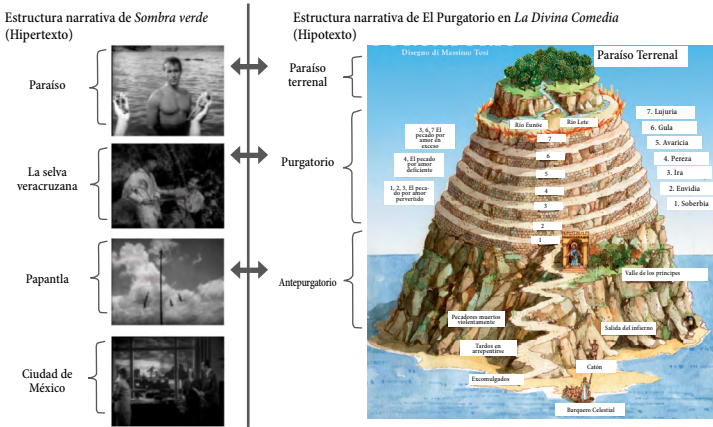 Estructura narrativa de Sombra verde
(Hipertexto)
Paraíso
La selva
veracruzana
Papantla
Ciudad de
México
Estructura narrativa de El Purgatorio en La Divina Comedia
(Hipotexto)
Paraíso
terrenal
Purgatorio
Antepurgatorio
Disegno di Massimo Tosi
Paraíso Terrenal
Río Eunóe
Río Lete
3, 6, 7 El
pecado por
amor en
exceso
4, El pecado
por amor
deficiente
1, 2, 3, El peca-
do por amor
pervertido
7
6
5
4
3
2
1
7. Lujuria
6. Gula
5. Avaricia
4. Pereza
3. Ira
2. Envidia
1. Soberbia
Valle de los príncipes
Pecadores muertos
violentamente
Salida del infierno
Tardos en
arrepentirse
Catón
Excomulgados
Barquero Celestial